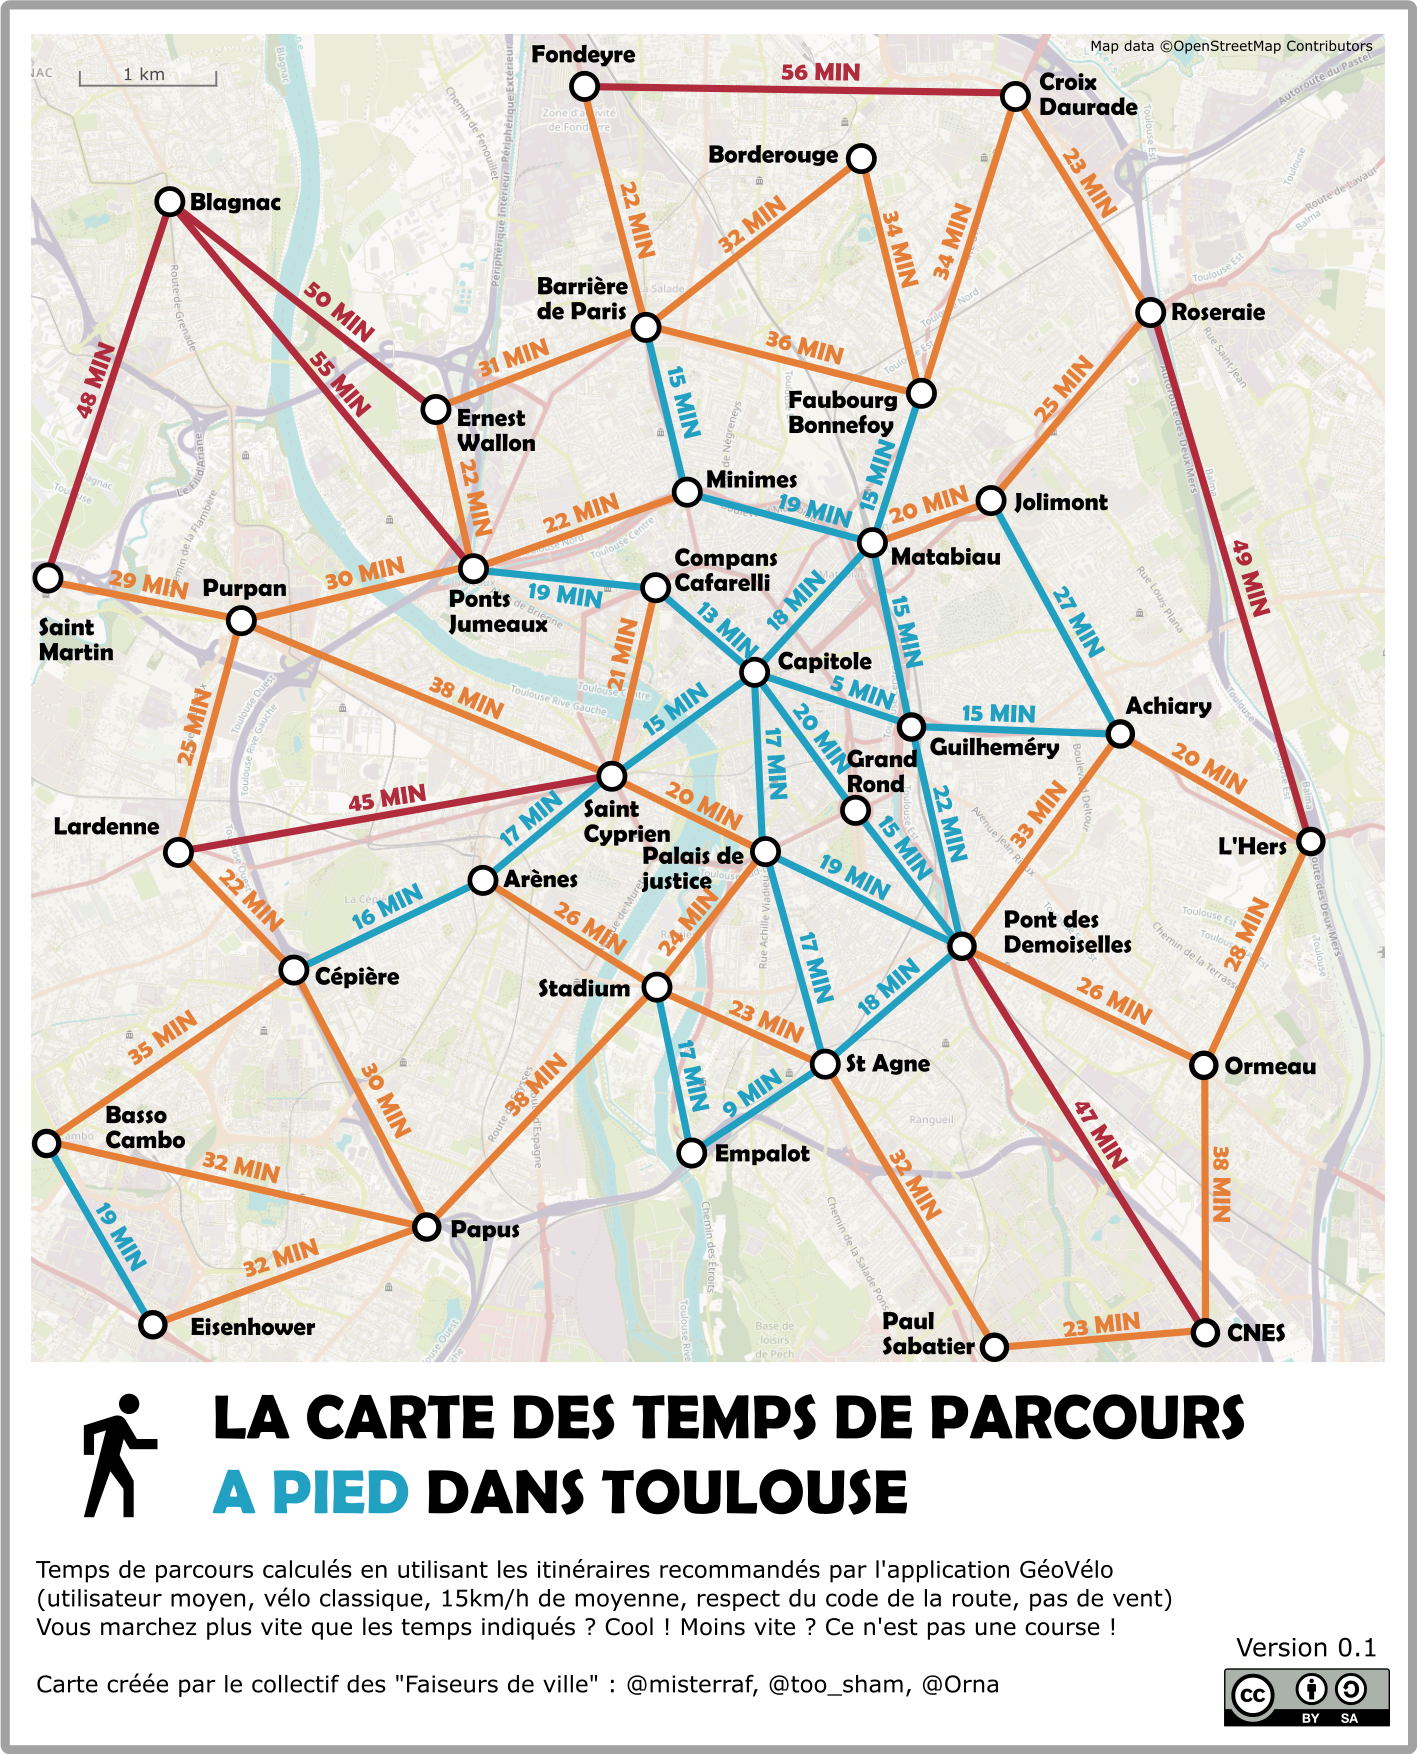 Map data ©OpenStreetMap Contributors
1 km
Fondeyre
56 MIN
Croix
Daurade
Borderouge
23 MIN
Blagnac
22 MIN
32 MIN
34 MIN
34 MIN
Barrière
de Paris
50 MIN
Roseraie
31 MIN
36 MIN
48 MIN
55 MIN
15 MIN
25 MIN
Faubourg
Bonnefoy
Ernest
Wallon
22 MIN
Minimes
15 MIN
22 MIN
19 MIN
20 MIN
Jolimont
Compans
Cafarelli
Matabiau
29 MIN
Purpan
30 MIN
19 MIN
49 MIN
Ponts
Jumeaux
13 MIN
18 MIN
27 MIN
Saint
Martin
15 MIN
21 MIN
Capitole
38 MIN
5 MIN
15 MIN
15 MIN
Achiary
25 MIN
20 MIN
17 MIN
Guilheméry
Grand
Rond
20 MIN
45 MIN
20 MIN
Lardenne
17 MIN
Saint
Cyprien
22 MIN
33 MIN
L'Hers
Palais de
justice
15 MIN
Arènes
19 MIN
22 MIN
16 MIN
26 MIN
24 MIN
Pont des
Demoiselles
28 MIN
Cépière
Stadium
17 MIN
18 MIN
26 MIN
35 MIN
23 MIN
St Agne
Ormeau
30 MIN
17 MIN
38 MIN
9 MIN
Basso
Cambo
47 MIN
Empalot
32 MIN
32 MIN
38 MIN
19 MIN
Papus
32 MIN
Eisenhower
Paul
Sabatier
23 MIN
CNES
LA CARTE DES TEMPS DE PARCOURS
A PIED DANS TOULOUSE
Temps de parcours calculés en utilisant les itinéraires recommandés par l'application GéoVélo
(utilisateur moyen, vélo classique, 15km/h de moyenne, respect du code de la route, pas de vent)
Vous marchez plus vite que les temps indiqués ? Cool ! Moins vite ? Ce n'est pas une course !
Version 0.1
Carte créée par le collectif des "Faiseurs de ville" : @misterraf, @too_sham, @Orna
cc
BY SA